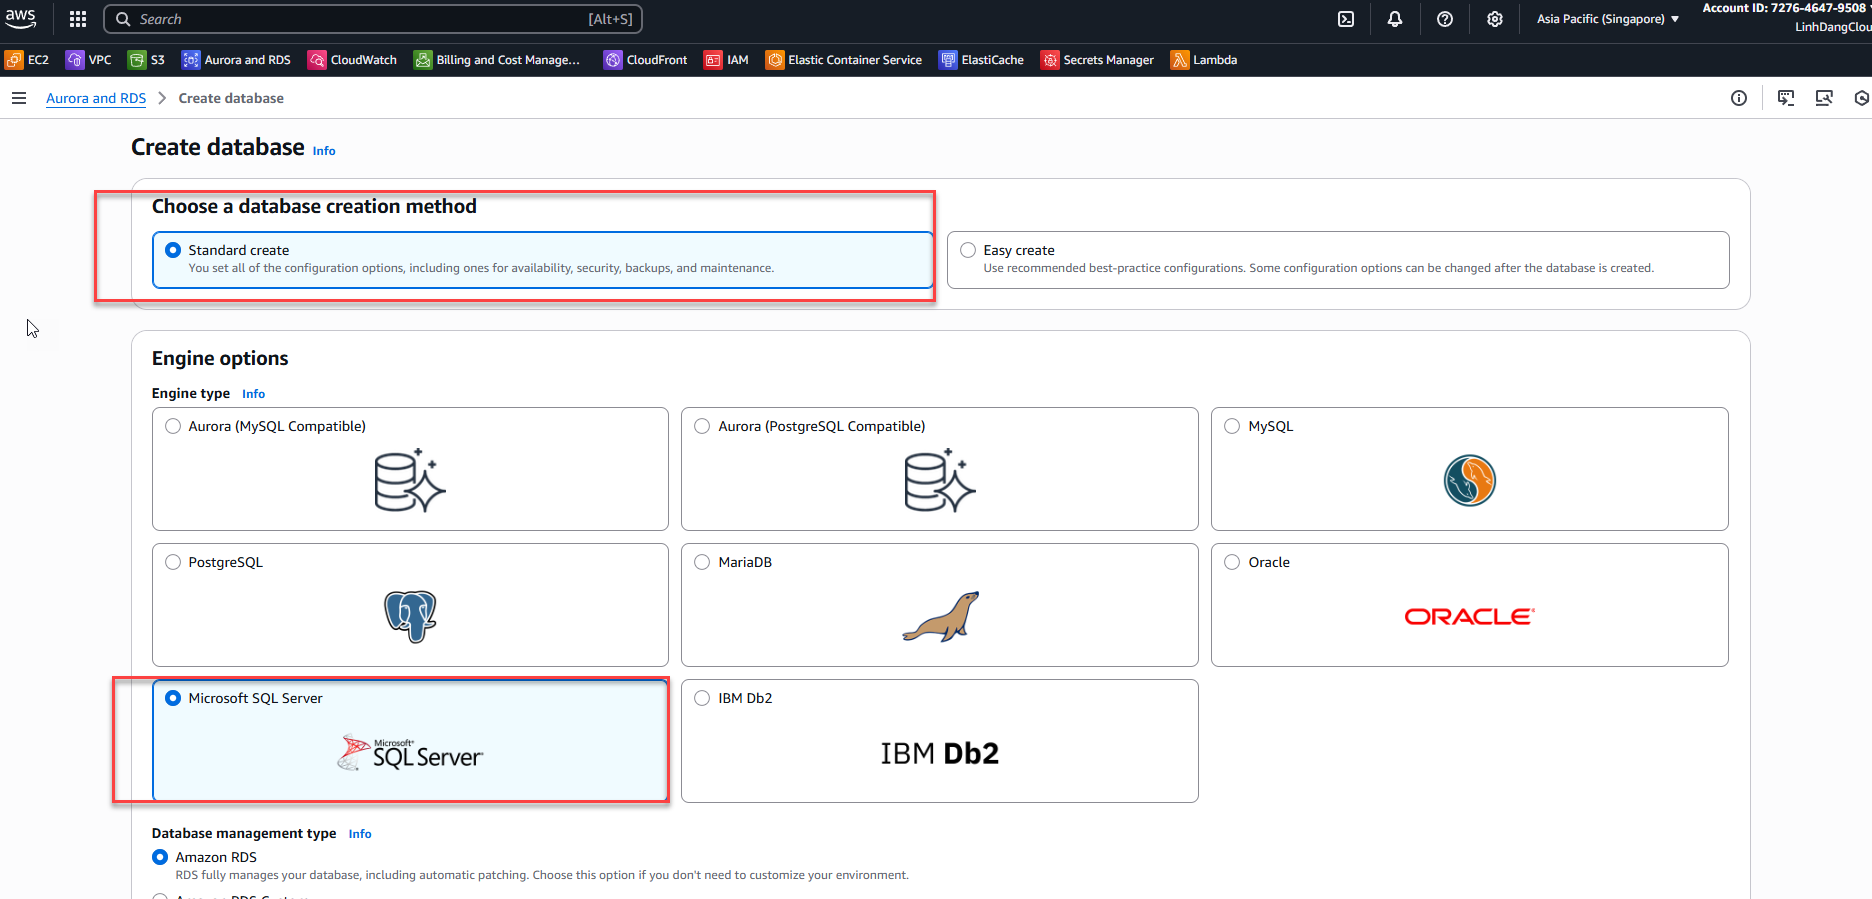 aws
Search
[Alt+S]
Asia Pacific (Singapore)
Account ID: 7276-4647-9508
LinhDangClou
EC2
VPC
S3
Aurora and RDS
CloudWatch
Billing and Cost Manage...
CloudFront
IAM
Elastic Container Service
ElastiCache
Secrets Manager
Lambda
Aurora and RDS
Create database
Create database
Info
Choose a database creation method
Standard create
You set all of the configuration options, including ones for availability, security, backups, and maintenance.
Easy create
Use recommended best-practice configurations. Some configuration options can be changed after the database is created.
Engine options
Engine type
Info
Aurora (MySQL Compatible)
Aurora (PostgreSQL Compatible)
MySQL
PostgreSQL
MariaDB
Oracle
ORACLE
Microsoft SQL Server
Microsoft
SQL Server
IBM Db2
IBM Db2
Database management type
Info
Amazon RDS
RDS fully manages your database, including automatic patching. Choose this option if you don't need to customize your environment.